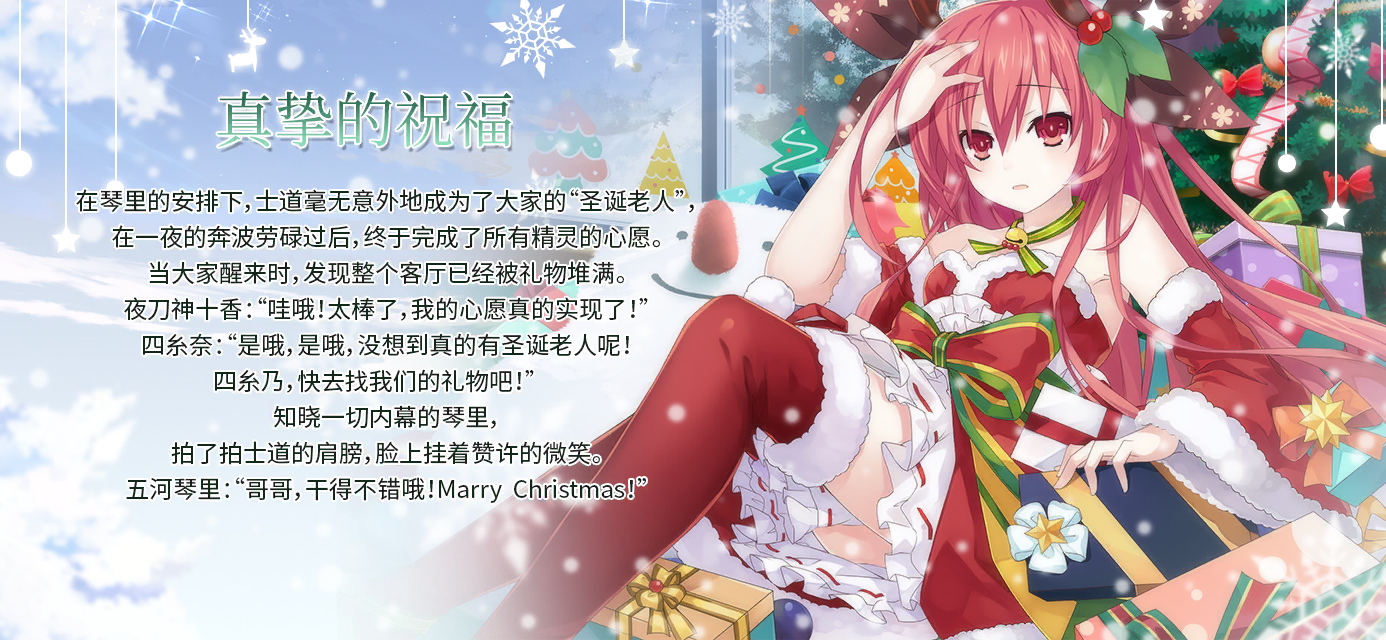 真挚的祝福
在琴里的安排下，士道毫无意外地成为了大家的“圣诞老人”，
在一夜的奔波劳碌过后，终于完成了所有精灵的心愿。
当大家醒来时，发现整个客厅已经被礼物堆满。
夜刀神十香：“哇哦！太棒了，我的心愿真的实现了！”
四糸奈：“是哦，是哦，没想到真的有圣诞老人呢！
四糸乃，快去找我们的礼物吧！”
知晓一切内幕的琴里，
拍了拍士道的肩膀，脸上挂着赞许的微笑。
五河琴里：“哥哥，干得不错哦！Marry Christmas！”